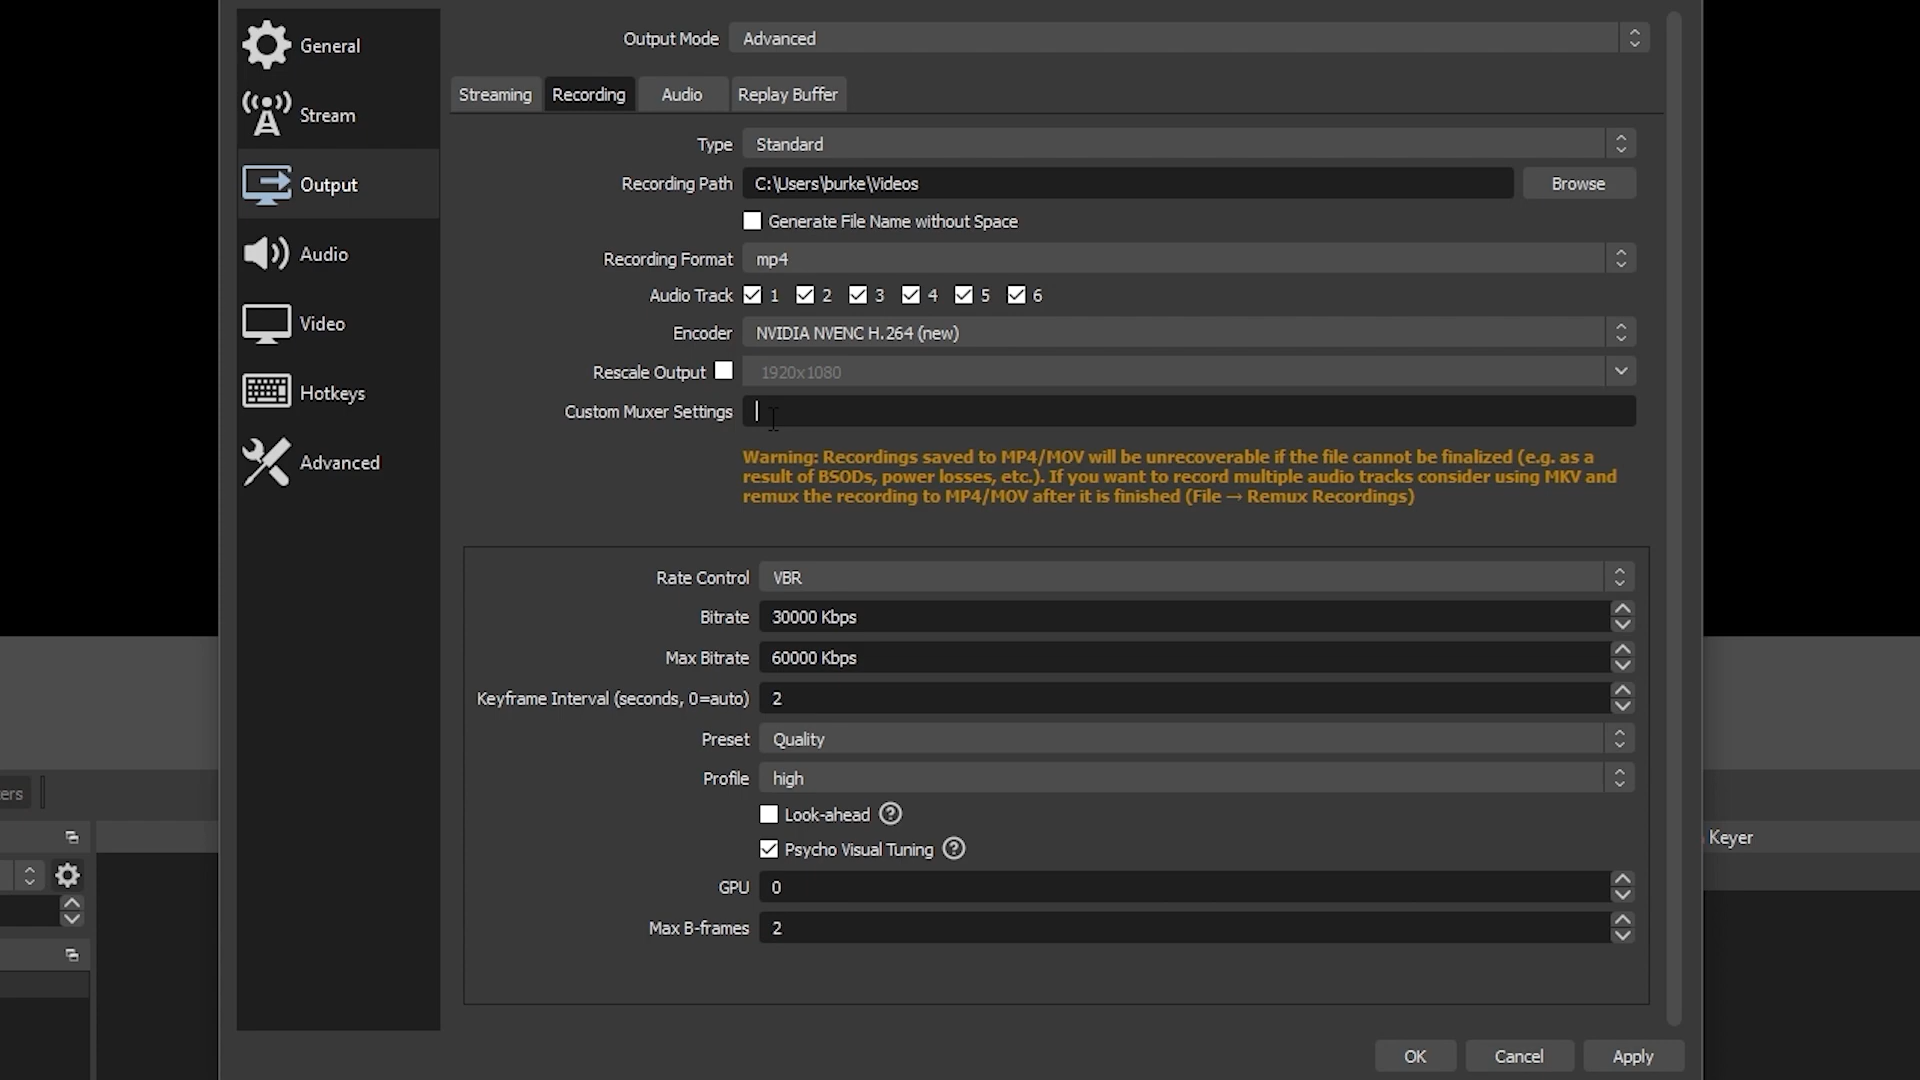 General
Stream
Output
Audio
Video
Hotkeys
Advanced
Output Mode Advanced
Streaming Recording Audio Replay Buffer
Type Standard
Recording Path C:\Users\burke\Videos Browse
Generate File Name without Space
Recording Format mp4
Audio Track 1 2 3 4 5 6
Encoder NVIDIA NVENC H.264 (new)
Rescale Output 1920x1080
Custom Muxer Settings
Warning: Recordings saved to MP4/MOV will be unrecoverable if the file cannot be finalized (e.g. as a
result of BSODs, power losses, etc.). If you want to record multiple audio tracks consider using MKV and
remux the recording to MP4/MOV after it is finished (File → Remux Recordings)
Rate Control VBR
Bitrate 30000 Kbps
Max Bitrate 60000 Kbps
Keyframe Interval (seconds, 0=auto) 2
Preset Quality
Profile high
Look-ahead ?
Psycho Visual Tuning ?
GPU 0
Max B-frames 2
OK Cancel Apply
ers
Keyer